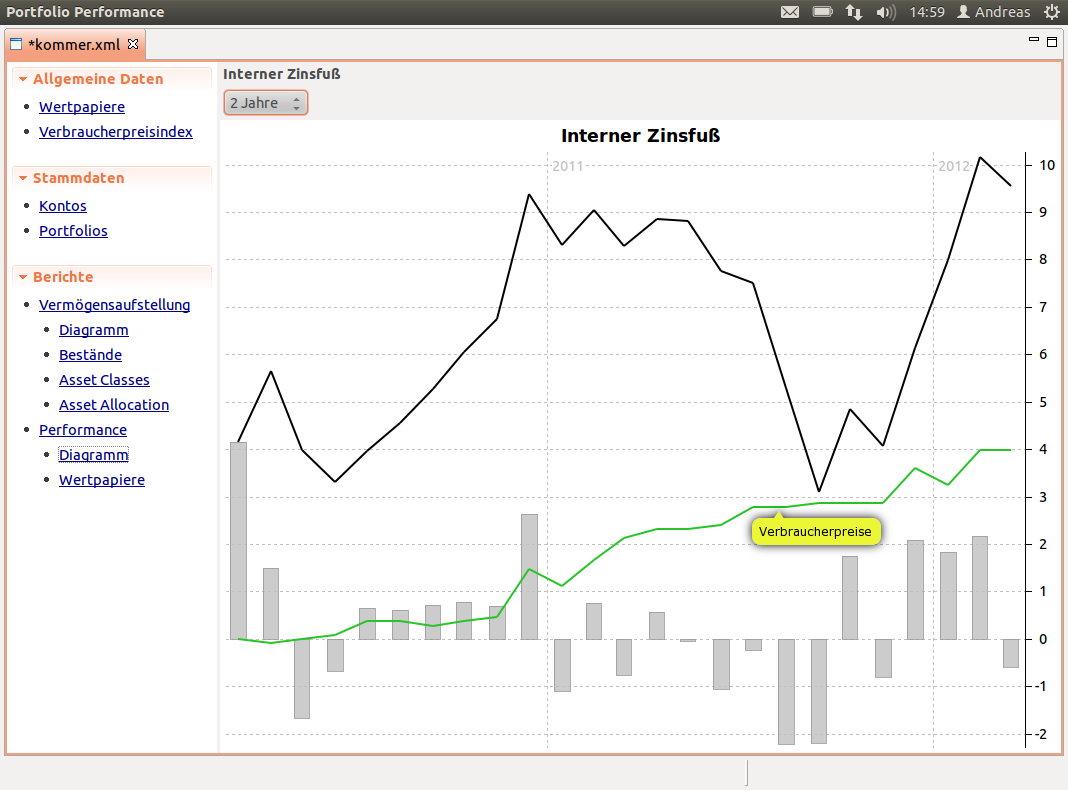 Portfolio Performance
14:59 Andreas
*kommer.xml
Allgemeine Daten
Wertpapiere
Verbraucherpreisindex
Stammdaten
Kontos
Portfolios
Berichte
Vermögensaufstellung
Diagramm
Bestände
Asset Classes
Asset Allocation
Performance
Diagramm
Wertpapiere
Interner Zinsfuß
2 Jahre
Interner Zinsfuß
2011
2012
10
9
8
7
6
5
4
3
2
1
0
-1
-2
Verbraucherpreise